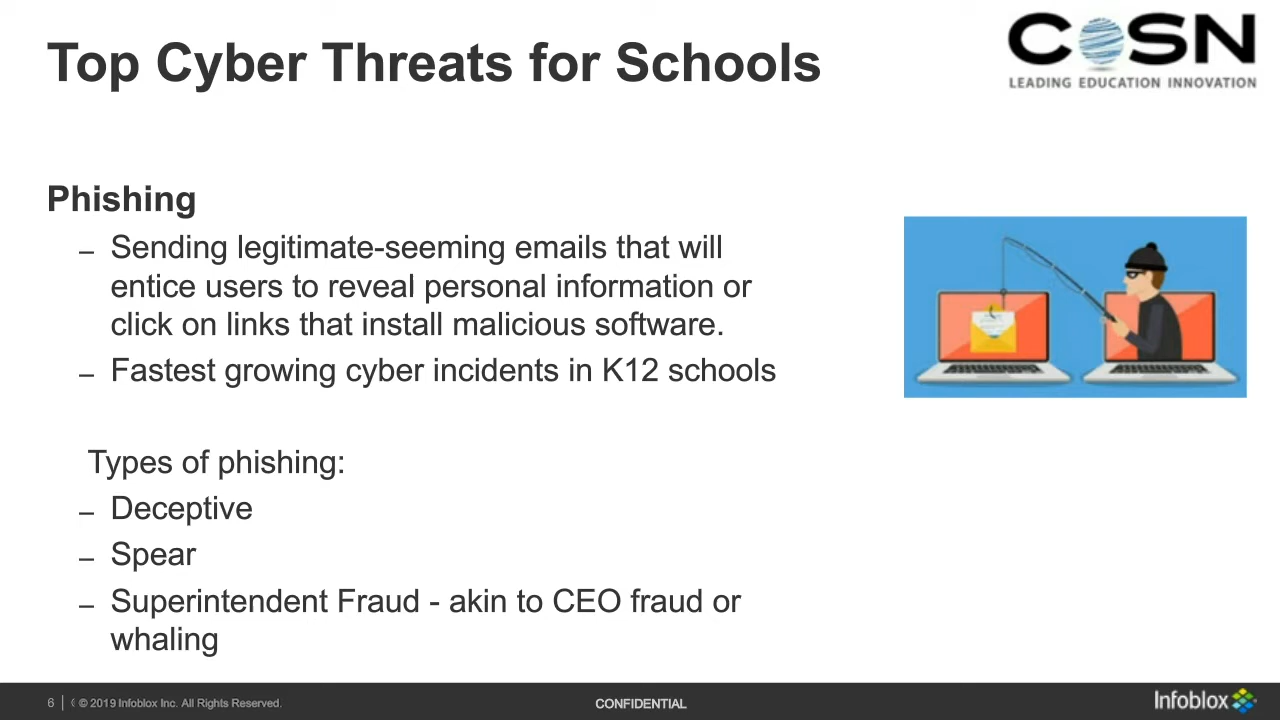 Top Cyber Threats for Schools
COSN
LEADING EDUCATION INNOVATION
Phishing
– Sending legitimate-seeming emails that will
entice users to reveal personal information or
click on links that install malicious software.
– Fastest growing cyber incidents in K12 schools
Types of phishing:
– Deceptive
– Spear
– Superintendent Fraud - akin to CEO fraud or
whaling
6 | © 2019 Infoblox Inc. All Rights Reserved.
CONFIDENTIAL
Infoblox